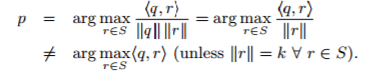 p = arg max_{r∈S} ⟨q, r⟩ / ‖q‖ ‖r‖ = arg max_{r∈S} ⟨q, r⟩ / ‖r‖
≠ arg max_{r∈S} ⟨q, r⟩ (unless ‖r‖ = k ∀ r ∈ S).